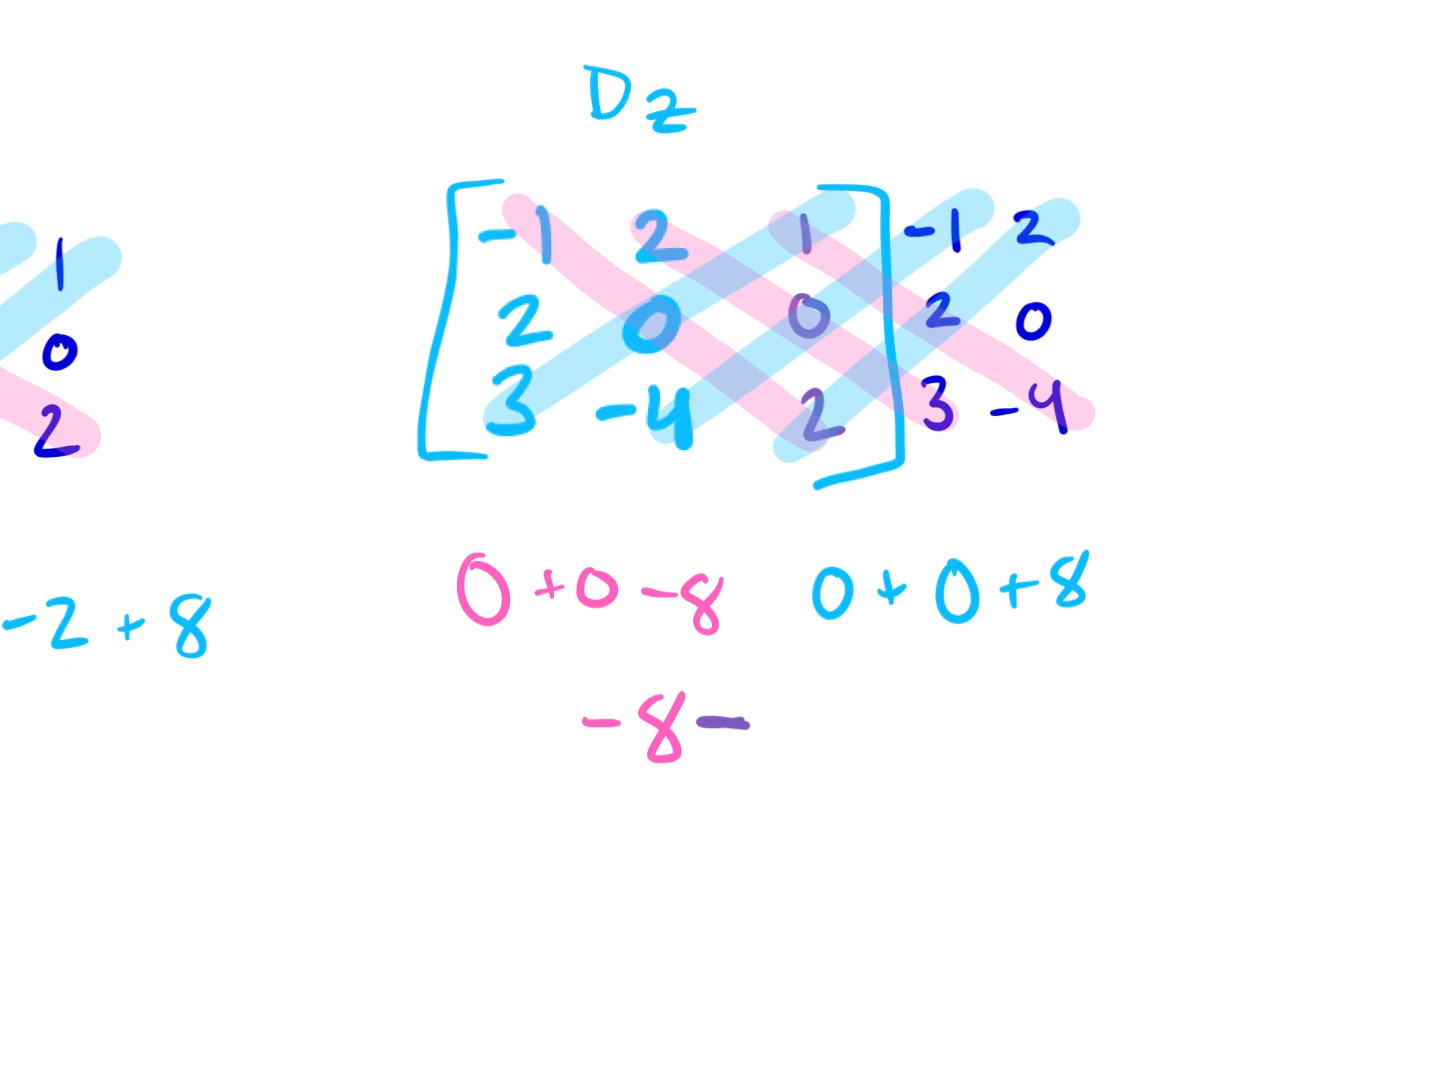 D z
1
-1 2 1 -1 2
0
2 0 0 2 0
2
3 -4 2 3 -4
-2 + 8
0 + 0 - 8 0 + 0 + 8
- 8 -